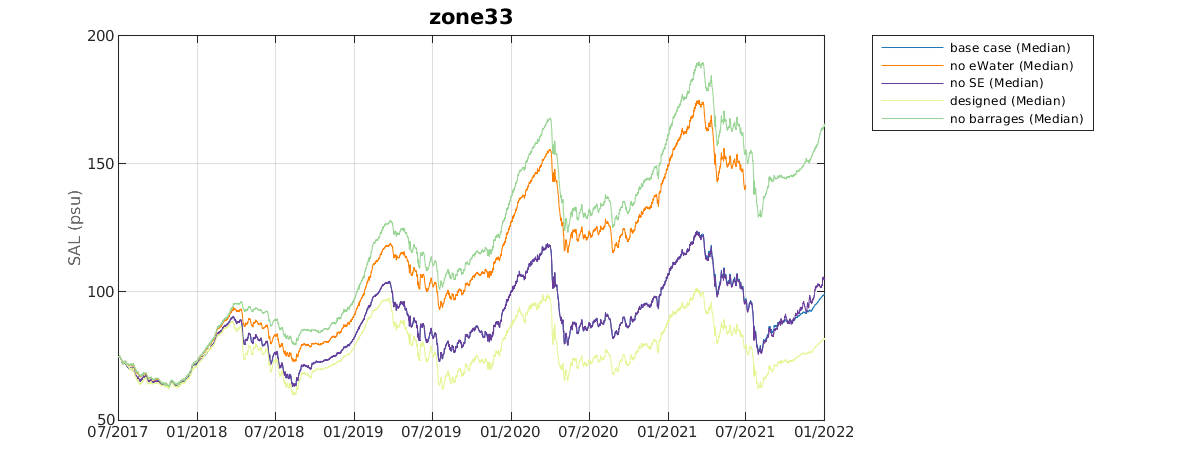 zone33
SAL (psu)
200
150
100
50
07/2017 01/2018 07/2018 01/2019 07/2019 01/2020 07/2020 01/2021 07/2021 01/2022
base case (Median)
no eWater (Median)
no SE (Median)
designed (Median)
no barrages (Median)